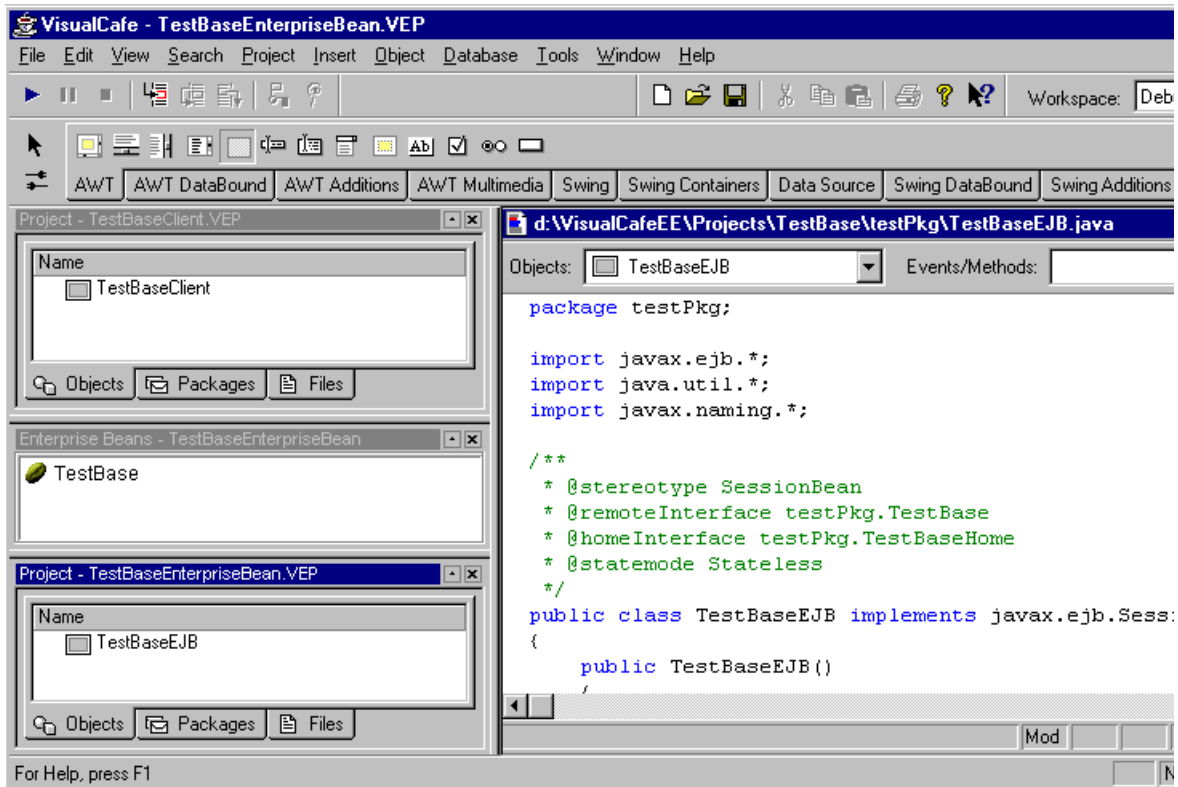 VisualCafe - TestBaseEnterpriseBean.VEP
File Edit View Search Project Insert Object Database Tools Window Help
Workspace: Deb
Ab
AWT AWT DataBound AWT Additions AWT Multimedia Swing Swing Containers Data Source Swing DataBound Swing Additions
Project - TestBaseClient.VEP
Name
TestBaseClient
Objects Packages Files
Enterprise Beans - TestBaseEnterpriseBean
TestBase
Project - TestBaseEnterpriseBean.VEP
Name
TestBaseEJB
Objects Packages Files
d:\VisualCafeEE\Projects\TestBase\testPkg\TestBaseEJB.java
Objects: TestBaseEJB Events/Methods:
package testPkg;
import javax.ejb.*;
import java.util.*;
import javax.naming.*;
/**
* @stereotype SessionBean
* @remoteInterface testPkg.TestBase
* @homeInterface testPkg.TestBaseHome
* @statemode Stateless
*/
public class TestBaseEJB implements javax.ejb.Sess
{
public TestBaseEJB()
Mod
For Help, press F1